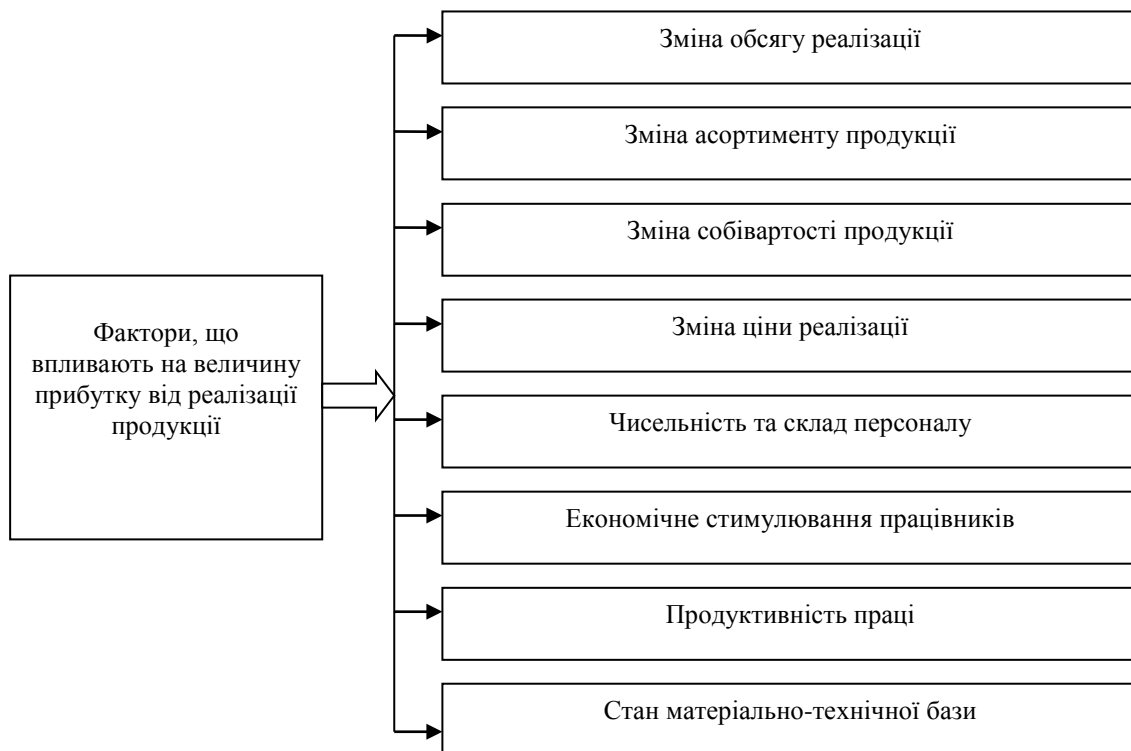 Зміна обсягу реалізації
Зміна асортименту продукції
Зміна собівартості продукції
Фактори, що
впливають на величину
прибутку від реалізації
продукції
Зміна ціни реалізації
Чисельність та склад персоналу
Економічне стимулювання працівників
Продуктивність праці
Стан матеріально-технічної бази